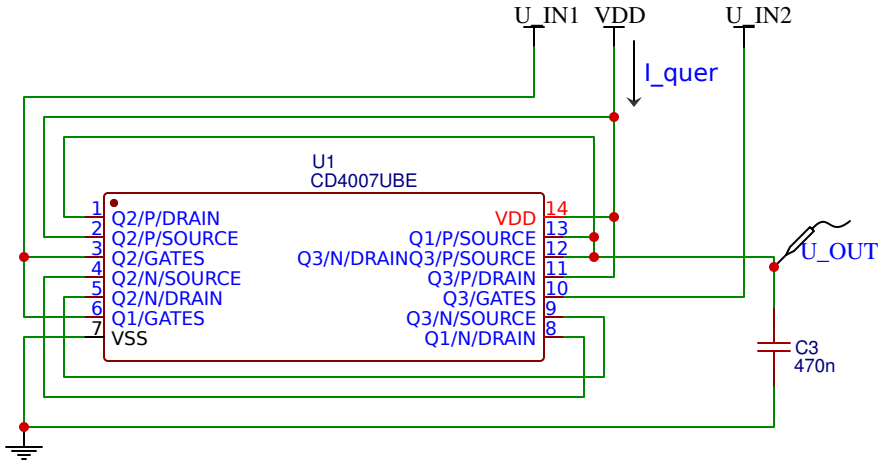 U_IN1 VDD U_IN2
I_quer
U1
CD4007UBE
1 Q2/P/DRAIN VDD 14
2 Q2/P/SOURCE Q1/P/SOURCE 13
3 Q2/GATES Q3/N/DRAINQ3/P/SOURCE 12
4 Q2/N/SOURCE Q3/P/DRAIN 11
5 Q2/N/DRAIN Q3/GATES 10
6 Q1/GATES Q3/N/SOURCE 9
7 VSS Q1/N/DRAIN 8
U_OUT
C3
470n